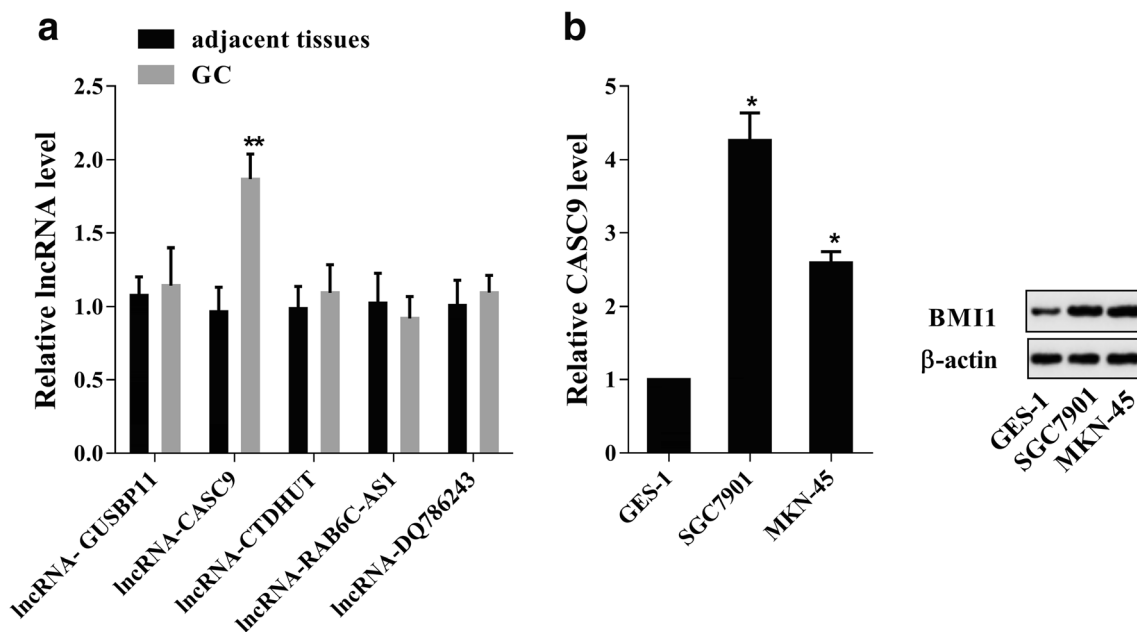 a
adjacent tissues
GC
Relative lncRNA level
2.5
2.0
1.5
1.0
0.5
0.0
**
lncRNA- GUSBP11
lncRNA-CASC9
lncRNA-CTDHUT
lncRNA-RAB6C-AS1
lncRNA-DQ786243
b
Relative CASC9 level
5
4
3
2
1
0
*
*
GES-1
SGC7901
MKN-45
BMI1
β-actin
GES-1
SGC7901
MKN-45